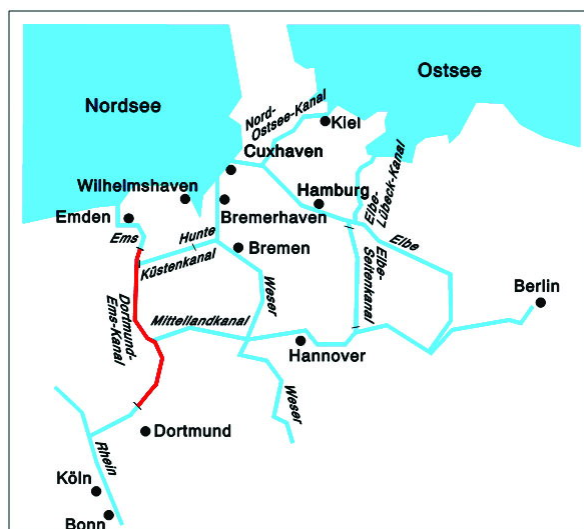 Ostsee
Nordsee
Nord-
Ostsee-Kanal
Kiel
Cuxhaven
Elbe-
Lübeck-Kanal
Wilhelmshaven
Hamburg
Emden
Bremerhaven
Ems
Hunte
Elbe
Küstenkanal
Bremen
Elbe-
Seitenkanal
Weser
Berlin
Dortmund-
Ems-Kanal
Mittellandkanal
Hannover
Weser
Dortmund
Rhein
Köln
Bonn